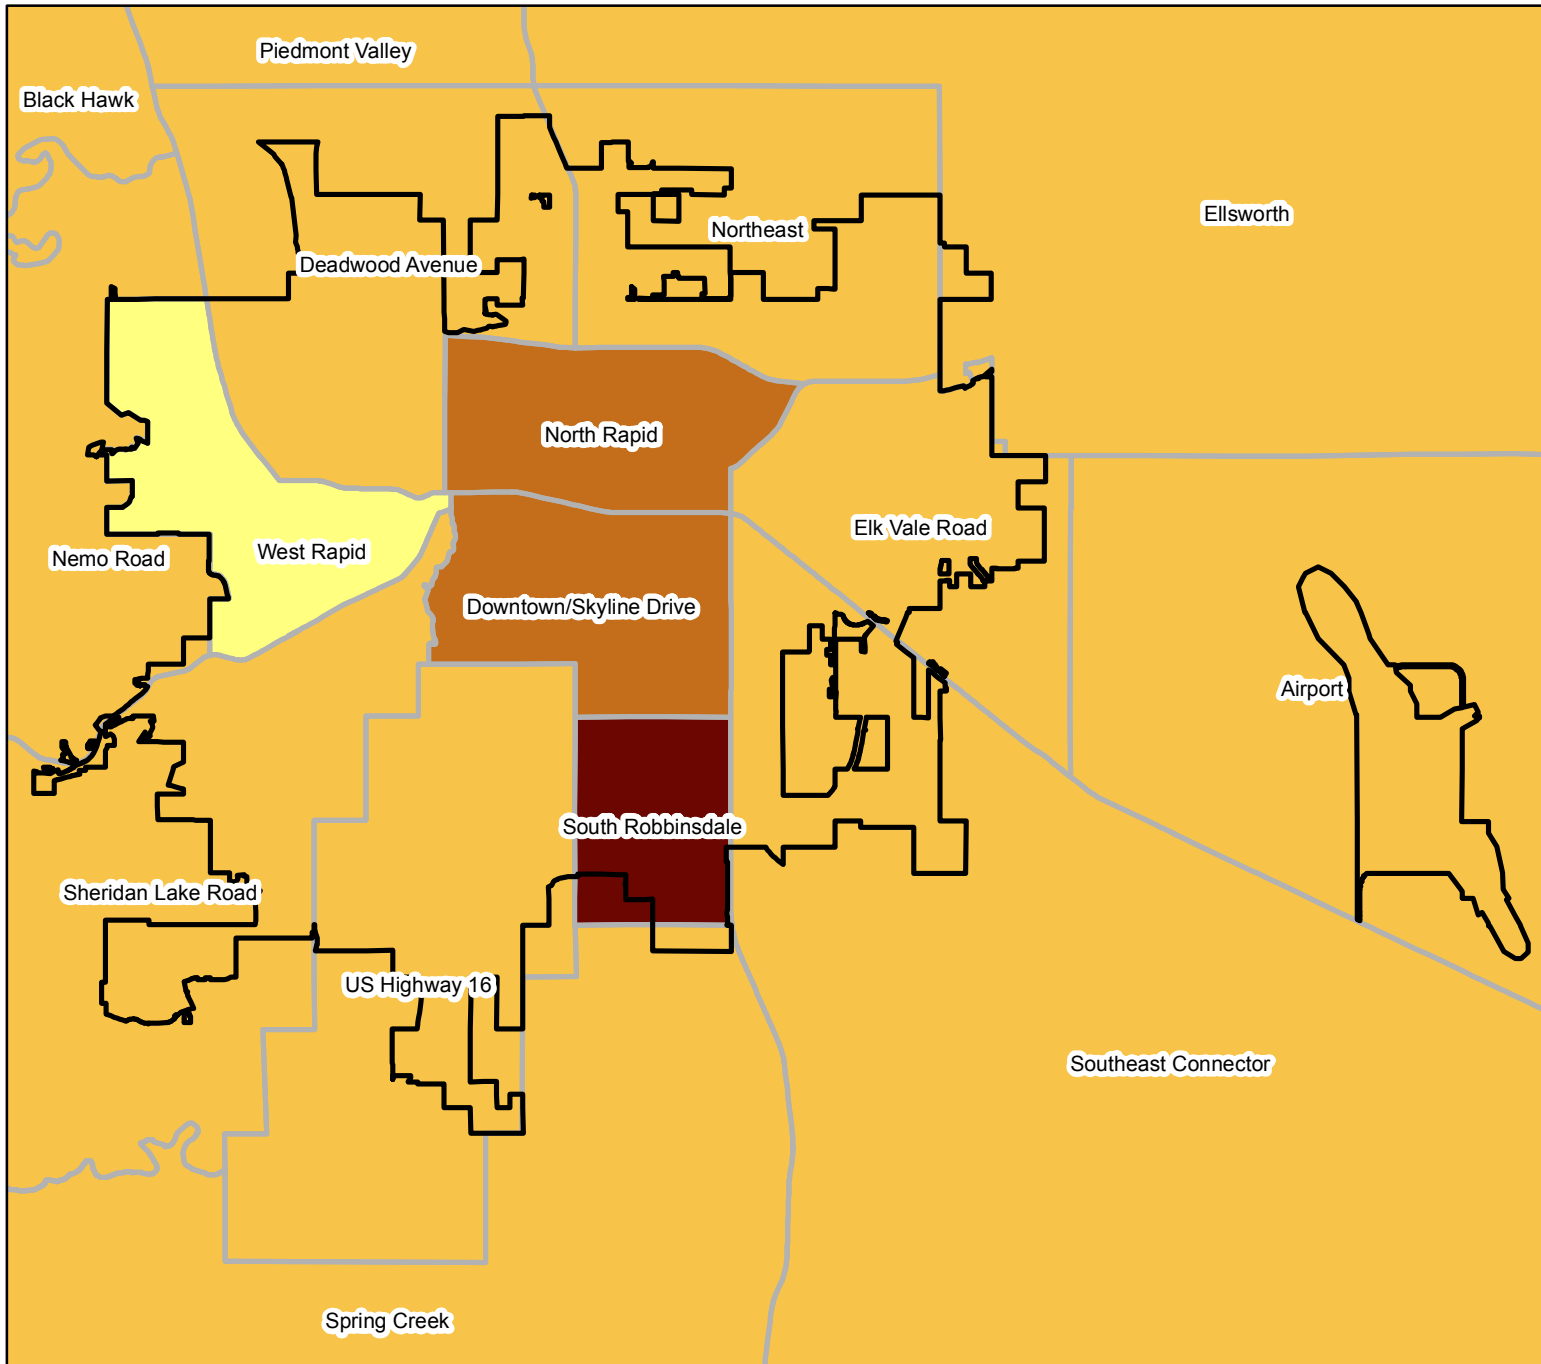 Piedmont Valley
Black Hawk
Ellsworth
Northeast
Deadwood Avenue
North Rapid
Elk Vale Road
West Rapid
Nemo Road
Downtown/Skyline Drive
Airport
South Robbinsdale
Sheridan Lake Road
US Highway 16
Southeast Connector
Spring Creek